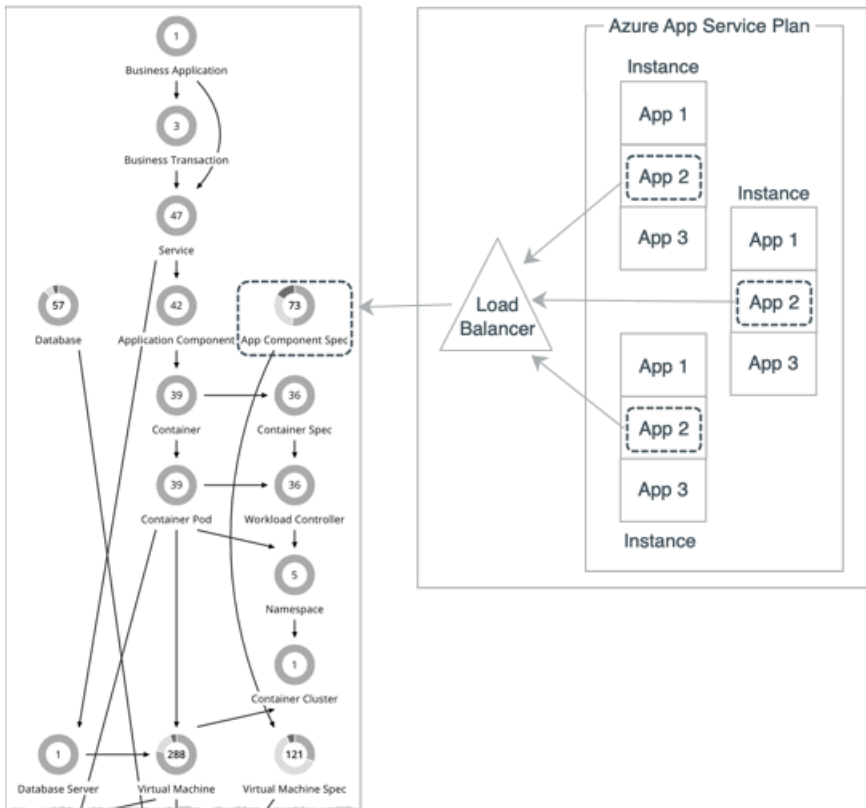 1
Business Application
3
Business Transaction
47
Service
57
Database
42
Application Component
73
App Component Spec
39
Container
36
Container Spec
39
Container Pod
36
Workload Controller
5
Namespace
1
Container Cluster
1
Database Server
288
Virtual Machine
121
Virtual Machine Spec
Load
Balancer
Azure App Service Plan
Instance
App 1
App 2
App 3
Instance
App 1
App 2
App 3
App 1
App 2
App 3
Instance